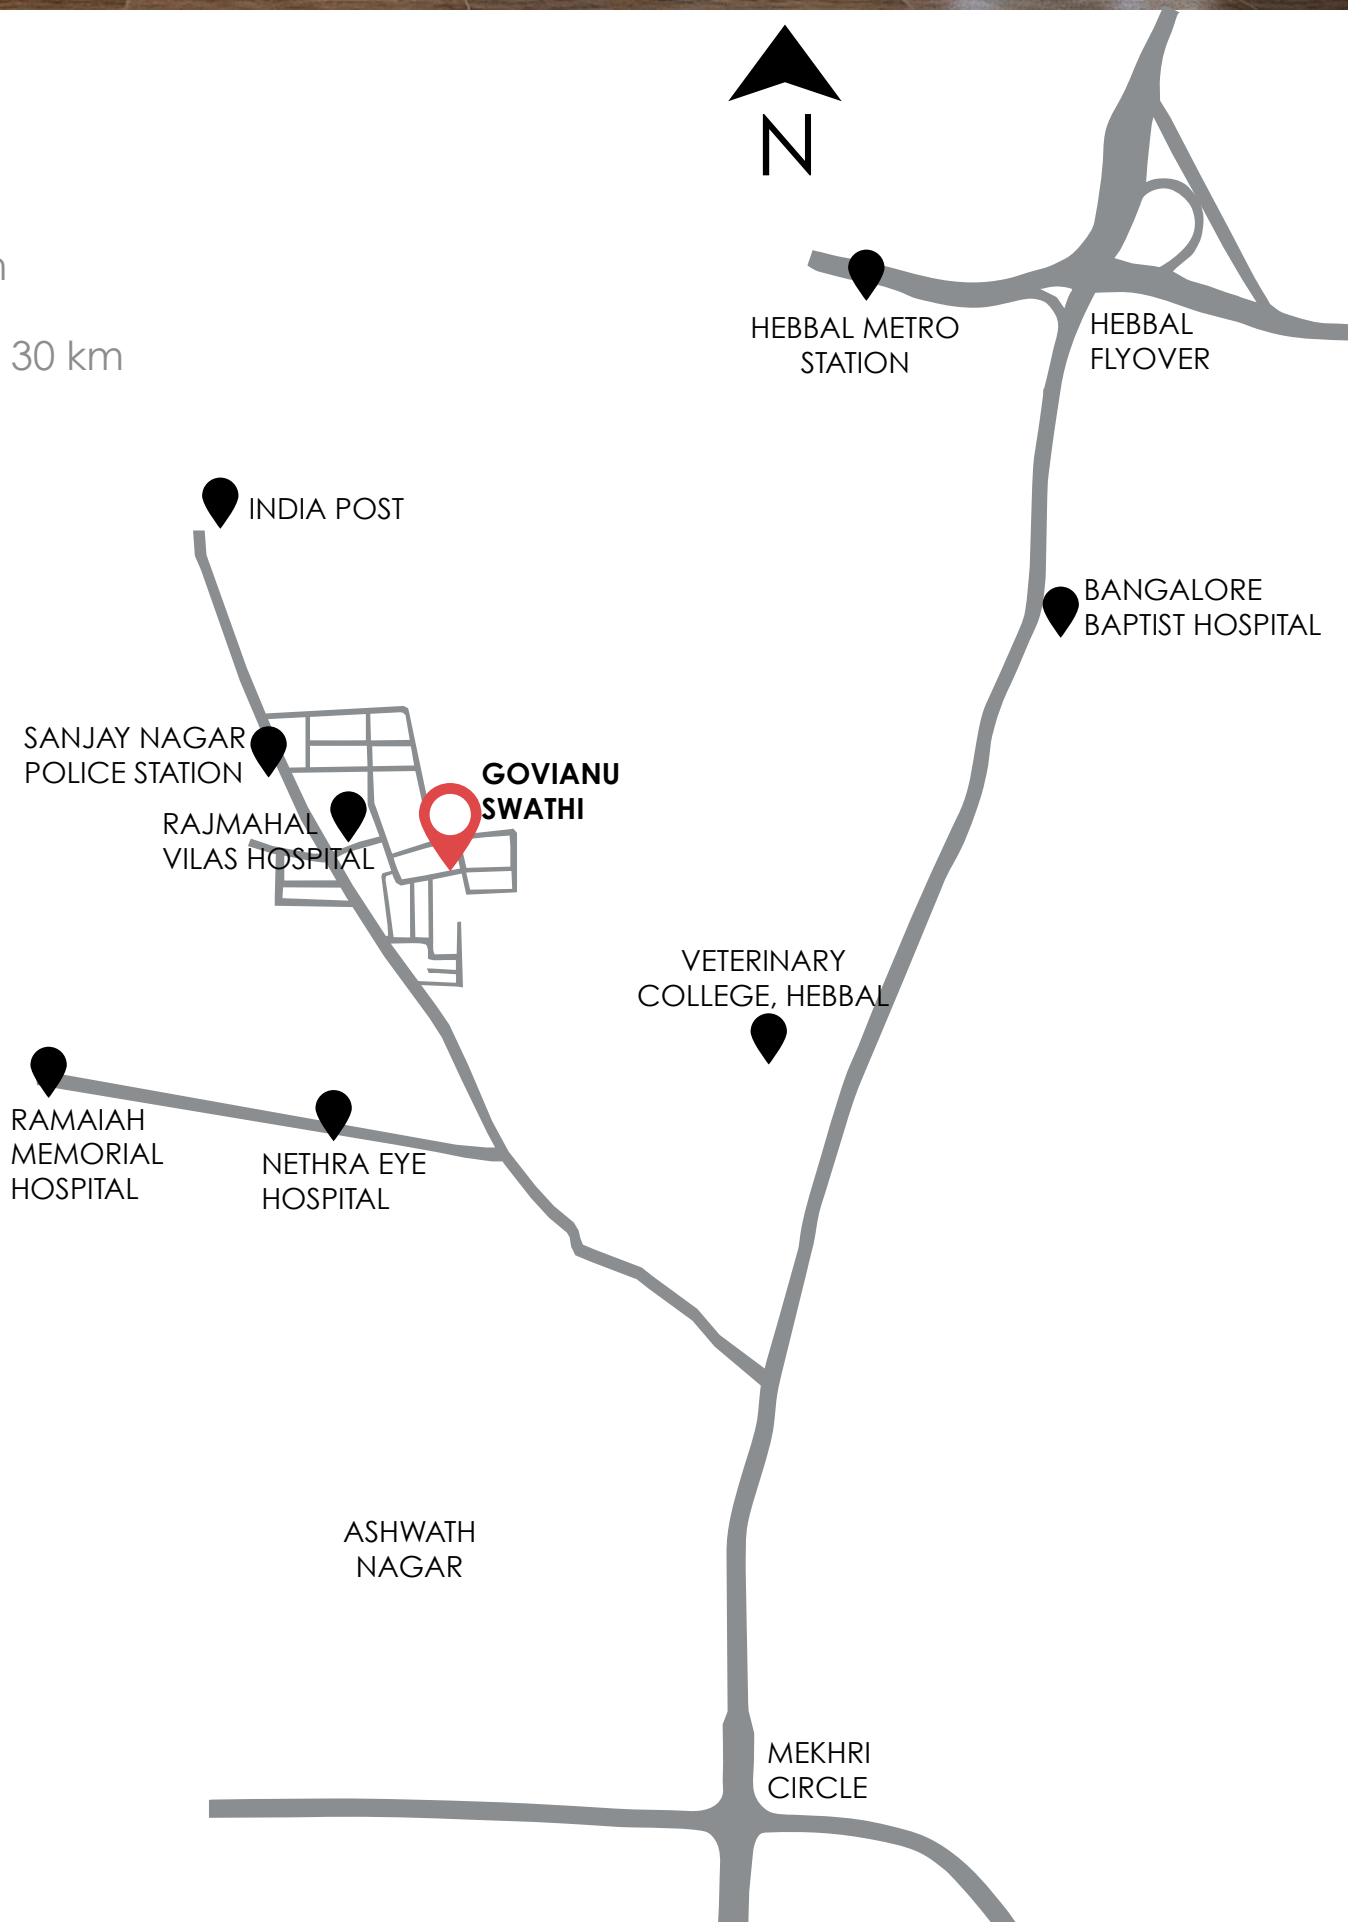 N
30 km
HEBBAL METRO
STATION
HEBBAL
FLYOVER
INDIA POST
BANGALORE
BAPTIST HOSPITAL
SANJAY NAGAR
POLICE STATION
GOVIANU
SWATHI
RAJMAHAL
VILAS HOSPITAL
VETERINARY
COLLEGE, HEBBAL
RAMAIAH
MEMORIAL
HOSPITAL
NETHRA EYE
HOSPITAL
ASHWATH
NAGAR
MEKHRI
CIRCLE